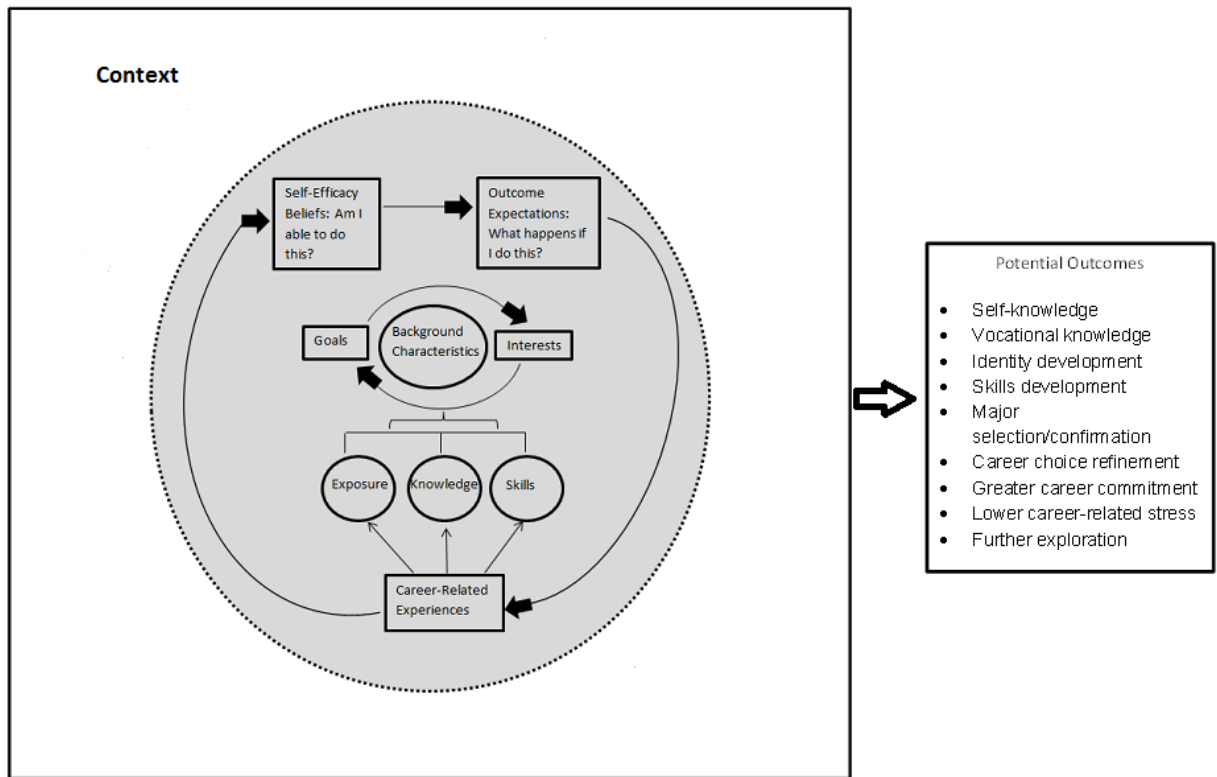 Context
Self-Efficacy
Beliefs: Am I
able to do
this?
Outcome
Expectations:
What happens if
I do this?
Goals
Background
Characteristics
Interests
Exposure
Knowledge
Skills
Career-Related
Experiences
Potential Outcomes
• Self-knowledge
• Vocational knowledge
• Identity development
• Skills development
• Major
selection/confirmation
• Career choice refinement
• Greater career commitment
• Lower career-related stress
• Further exploration